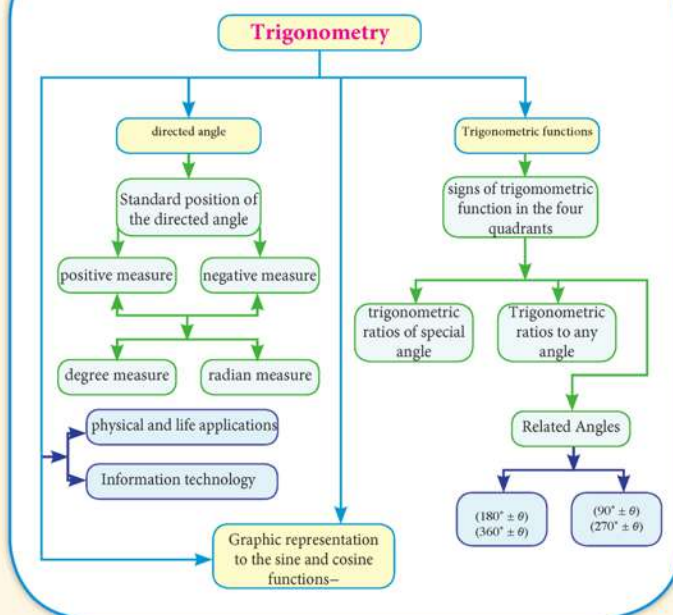 Trigonometry
directed angle
Standard position of
the directed angle
positive measure
negative measure
degree measure
radian measure
physical and life applications
Information technology
Trigonometric functions
signs of trigomometric
function in the four
quadrants
trigonometric
ratios of special
angle
Trigonometric
ratios to any
angle
Related Angles
(180° ± θ)
(360° ± θ)
(90° ± θ)
(270° ± θ)
Graphic representation
to the sine and cosine
functions–